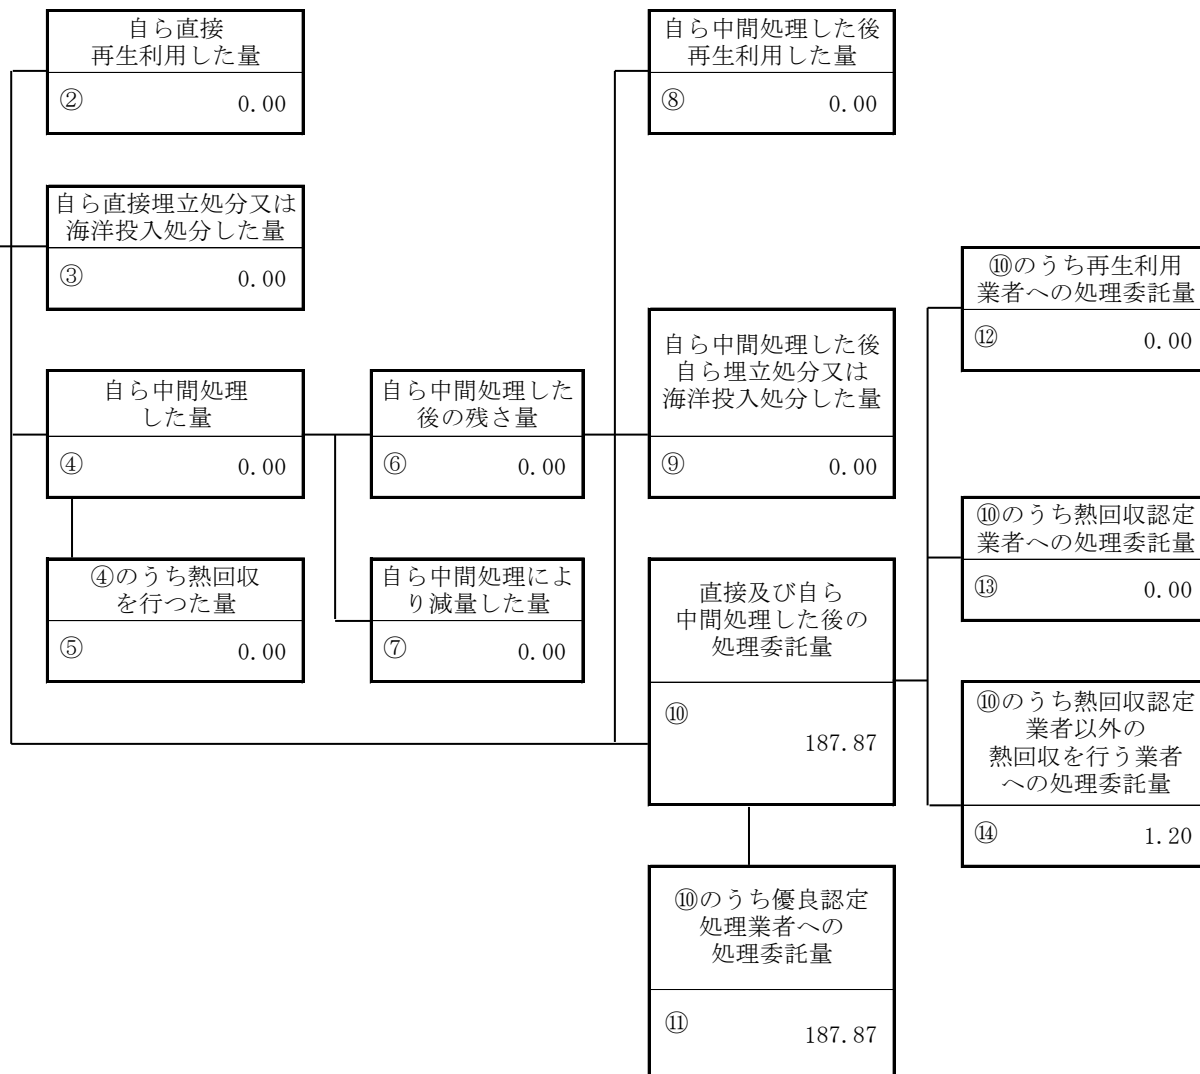 自ら直接
再生利用した量
② 0.00
自ら直接埋立処分又は
海洋投入処分した量
③ 0.00
自ら中間処理
した量
④ 0.00
④のうち熱回収
を行つた量
⑤ 0.00
自ら中間処理した
後の残さ量
⑥ 0.00
自ら中間処理によ
り減量した量
⑦ 0.00
自ら中間処理した後
再生利用した量
⑧ 0.00
自ら中間処理した後
自ら埋立処分又は
海洋投入処分した量
⑨ 0.00
直接及び自ら
中間処理した後の
処理委託量
⑩
187.87
⑩のうち優良認定
処理業者への
処理委託量
⑪
187.87
⑩のうち再生利用
業者への処理委託量
⑫ 0.00
⑩のうち熱回収認定
業者への処理委託量
⑬ 0.00
⑩のうち熱回収認定
業者以外の
熱回収を行う業者
への処理委託量
⑭ 1.20